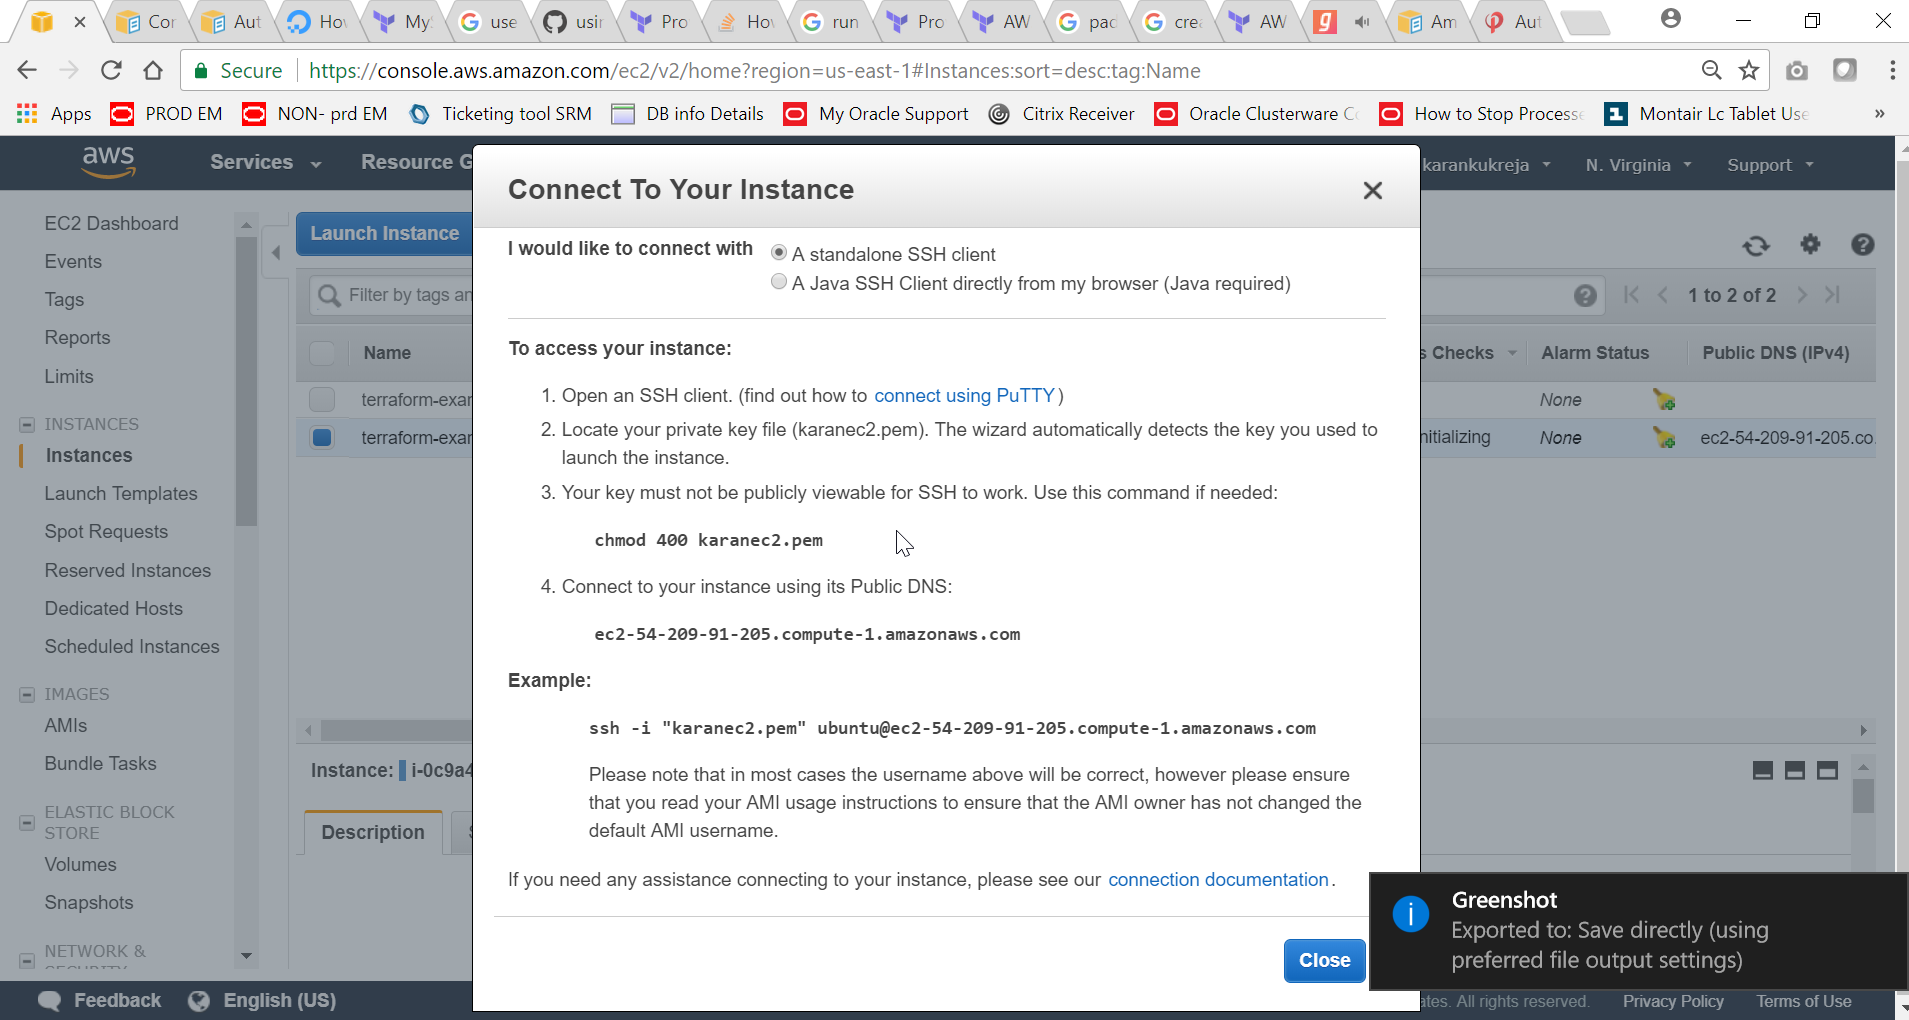 Cor
Aut
Hov
My
use
usin
Pro
Hov
run
Pro
AW
pac
crea
AW
Am
Aut
Secure
https://console.aws.amazon.com/ec2/v2/home?region=us-east-1#Instances:sort=desc:tag:Name
Apps
PROD EM
NON- prd EM
Ticketing tool SRM
DB info Details
My Oracle Support
Citrix Receiver
Oracle Clusterware C
How to Stop Processe
Montair Lc Tablet Use
»
aws
Services
Resource G
karankukreja
N. Virginia
Support
EC2 Dashboard
Events
Tags
Reports
Limits
INSTANCES
Instances
Launch Templates
Spot Requests
Reserved Instances
Dedicated Hosts
Scheduled Instances
IMAGES
AMIs
Bundle Tasks
ELASTIC BLOCK
STORE
Volumes
Snapshots
NETWORK &
SECURITY
Launch Instance
Filter by tags an
1 to 2 of 2
Name
s Checks
Alarm Status
Public DNS (IPv4)
terraform-exar
None
terraform-exar
nitializing
None
ec2-54-209-91-205.co
Instance:
i-0c9a4
Description
Connect To Your Instance
I would like to connect with
A standalone SSH client
A Java SSH Client directly from my browser (Java required)
To access your instance:
1. Open an SSH client. (find out how to connect using PuTTY)
2. Locate your private key file (karanec2.pem). The wizard automatically detects the key you used to
launch the instance.
3. Your key must not be publicly viewable for SSH to work. Use this command if needed:
chmod 400 karanec2.pem
4. Connect to your instance using its Public DNS:
ec2-54-209-91-205.compute-1.amazonaws.com
Example:
ssh -i "karanec2.pem" ubuntu@ec2-54-209-91-205.compute-1.amazonaws.com
Please note that in most cases the username above will be correct, however please ensure
that you read your AMI usage instructions to ensure that the AMI owner has not changed the
default AMI username.
If you need any assistance connecting to your instance, please see our connection documentation.
Close
Greenshot
Exported to: Save directly (using
preferred file output settings)
Feedback
English (US)
ates. All rights reserved.
Privacy Policy
Terms of Use